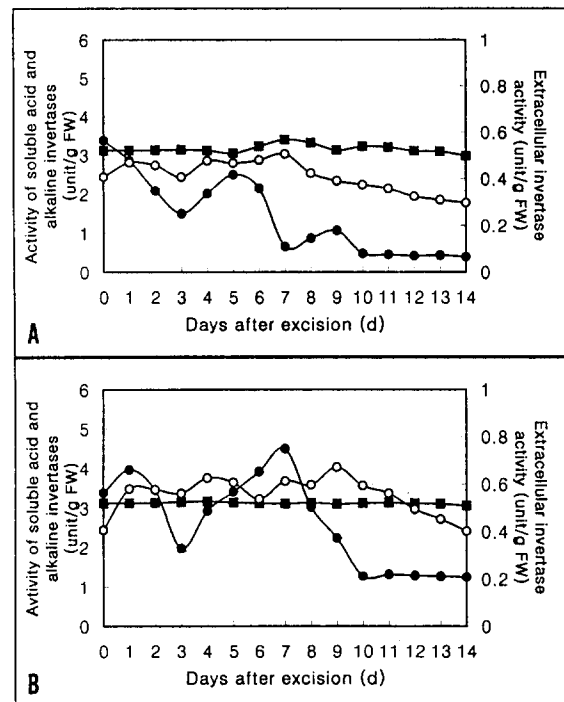 Activity of soluble acid and
alkaline invertases
(unit/g FW)
6
5
4
3
2
1
0
1
0.8
0.6
0.4
0.2
0
Extracellular invertase
activity (unit/g FW)
0 1 2 3 4 5 6 7 8 9 10 11 12 13 14
Days after excision (d)
A
Avtivity of soluble acid and
alkaline invertases
(unit/g FW)
6
5
4
3
2
1
0
1
0.8
0.6
0.4
0.2
0
Extracellular invertase
activity (unit/g FW)
0 1 2 3 4 5 6 7 8 9 10 11 12 13 14
Days after excision (d)
B